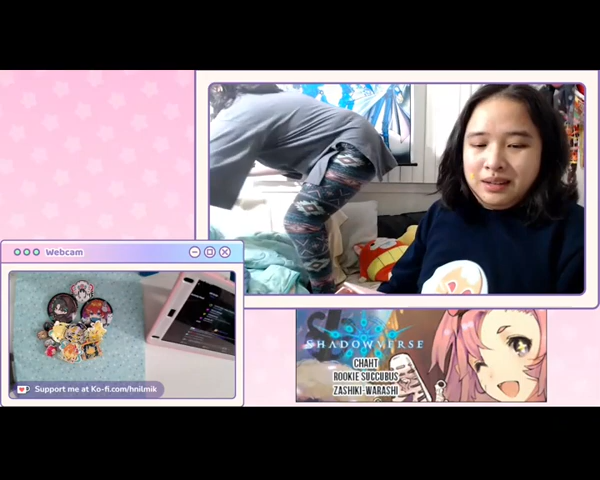 Webcam
Support me at Ko-fi.com/hnilmik
SHADOWVERSE
CHAHT
ROOKIE SUCCUBUS
ZASHIKI-WARASHI